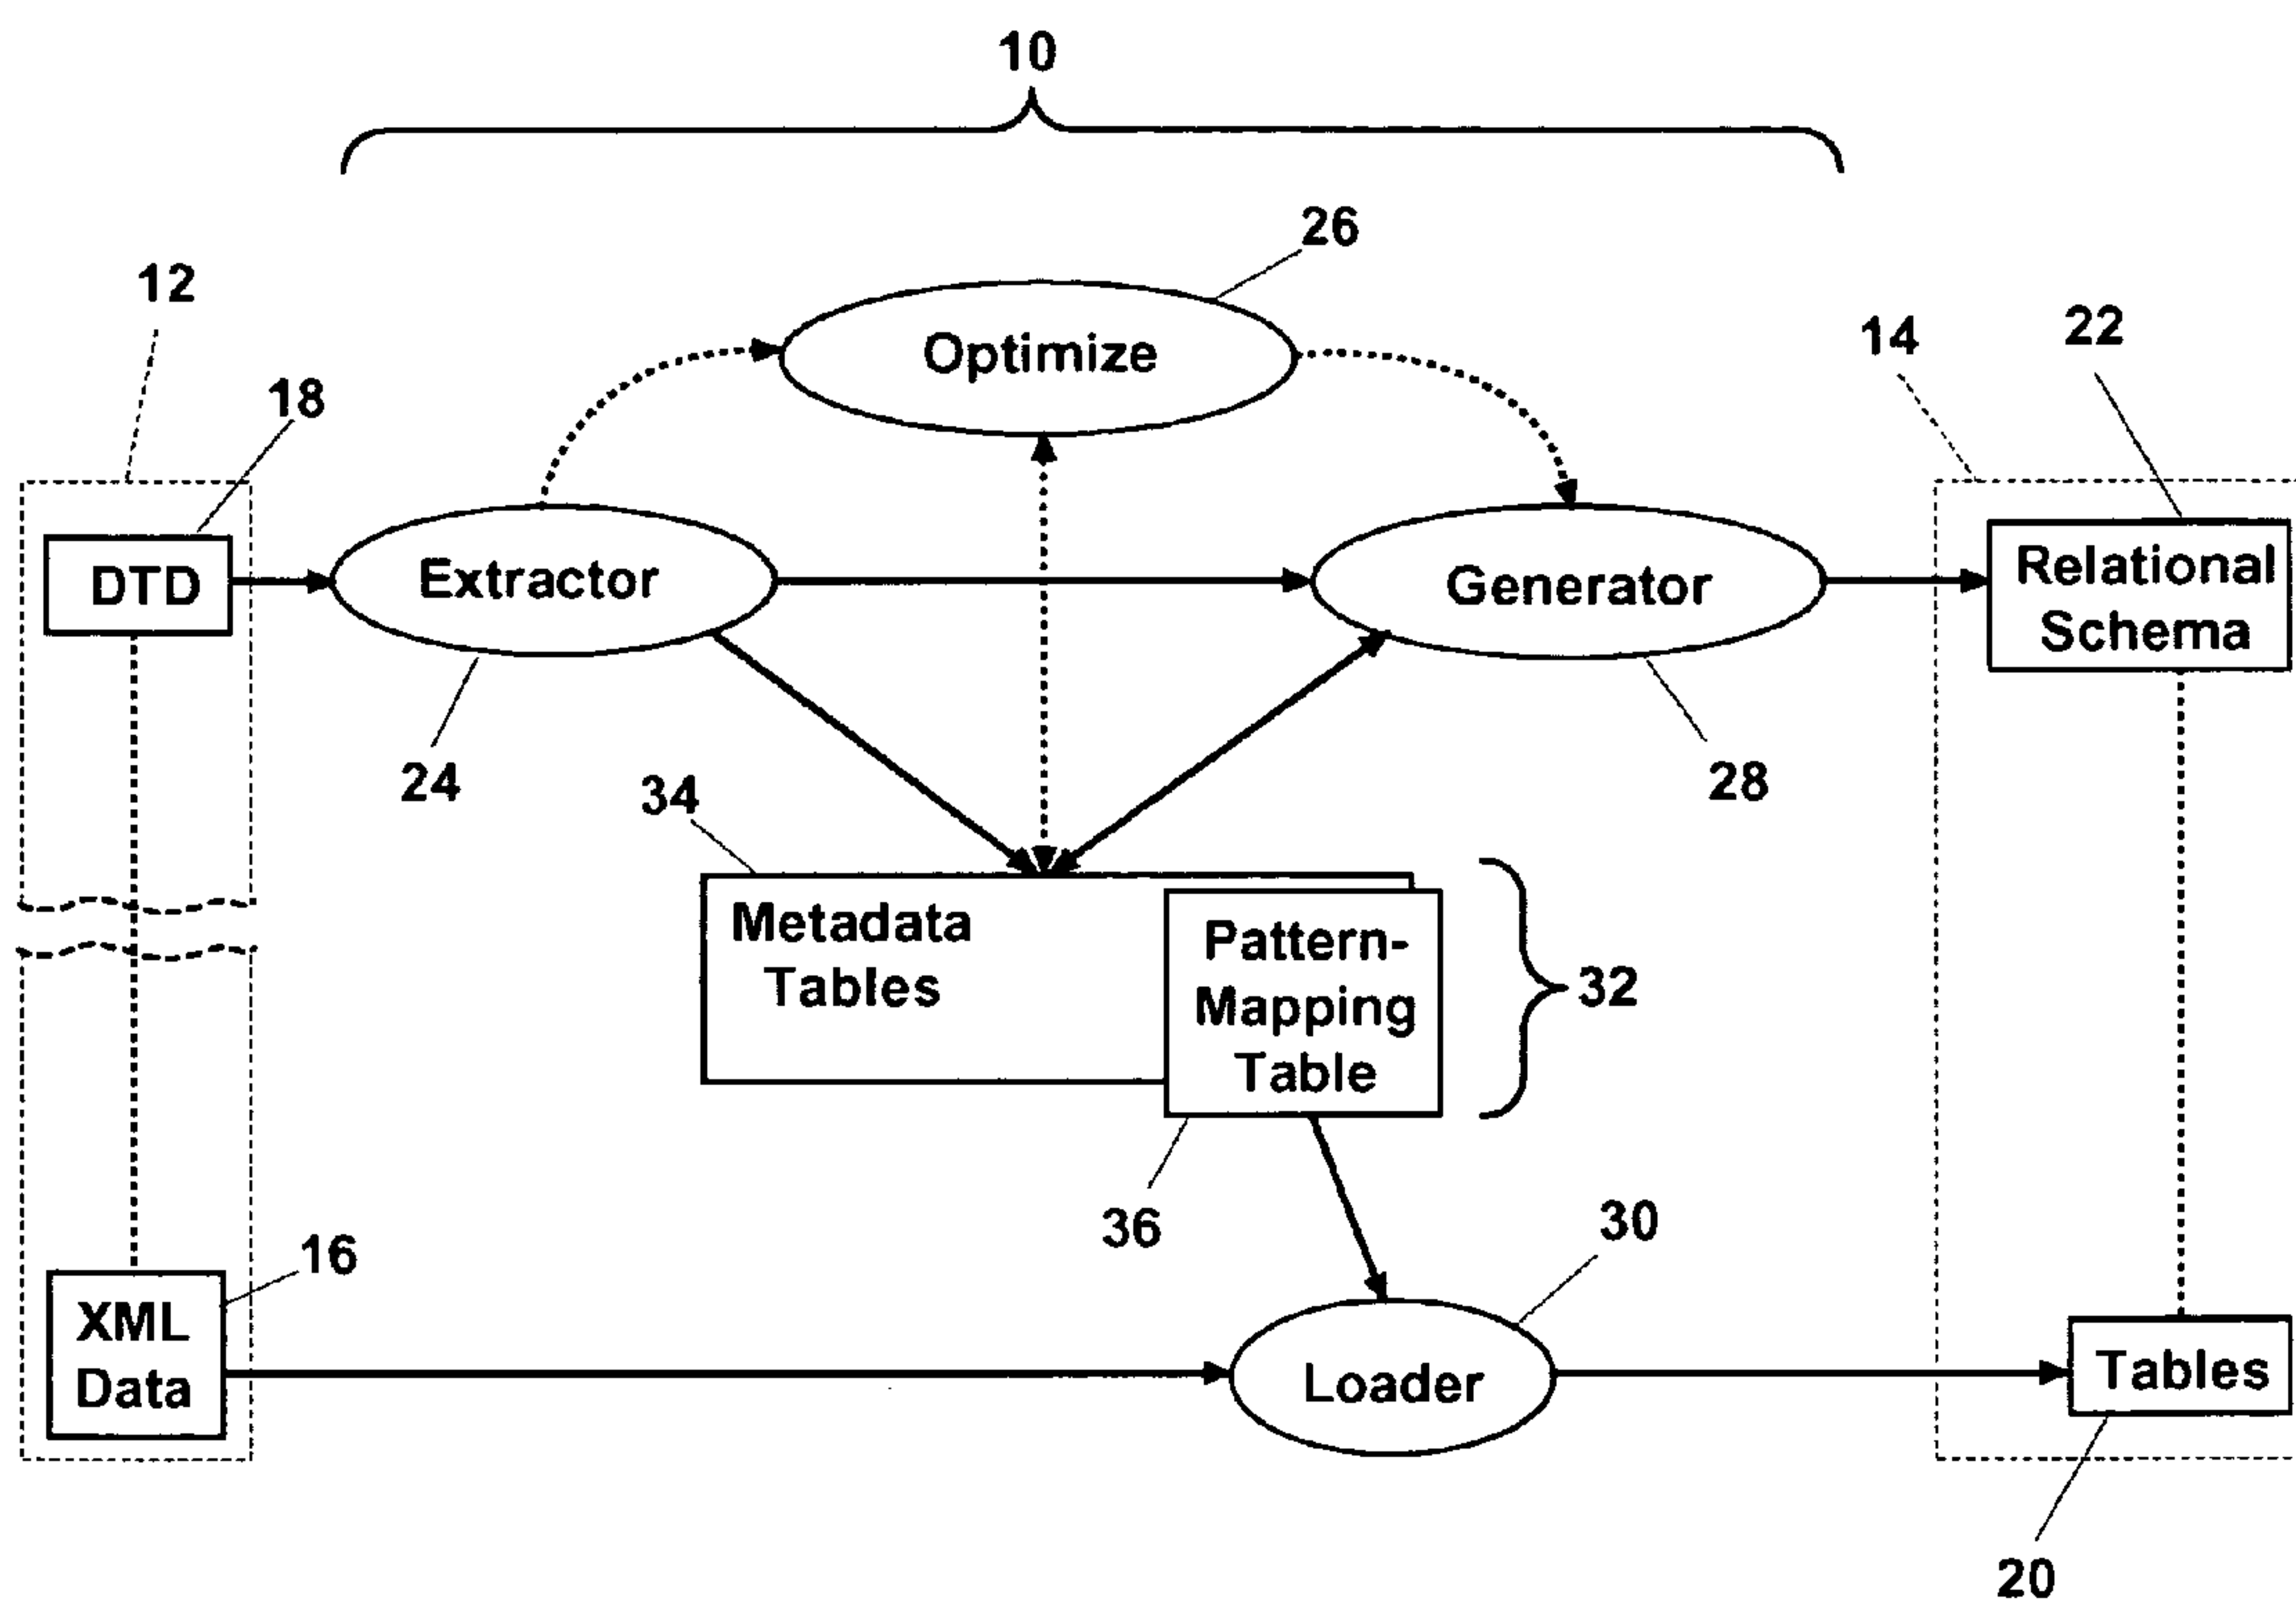 10
26
12
Optimize
14
22
18
DTD
Extractor
Generator
Relational
Schema
24
34
28
Metadata
Tables
Pattern-
Mapping
Table
32
36
30
16
XML
Data
Loader
Tables
20